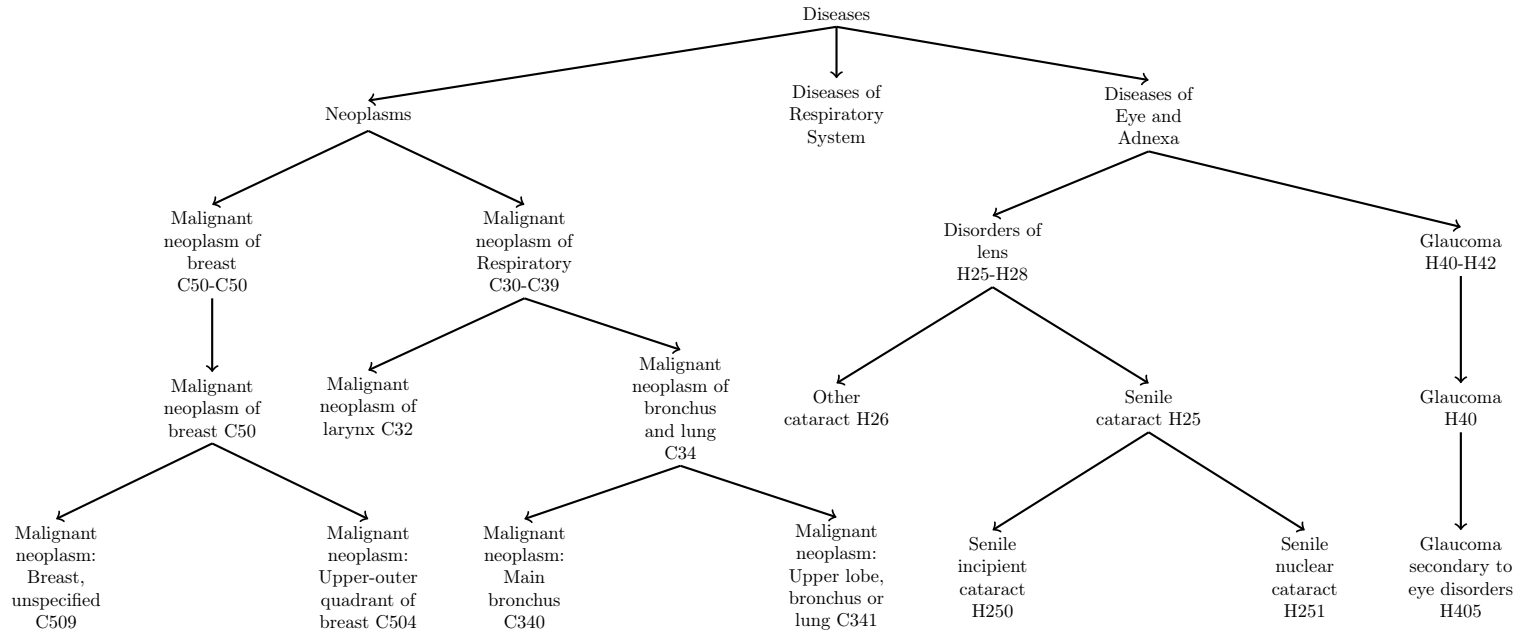 Diseases
Neoplasms
Diseases of
Respiratory
System
Diseases of
Eye and
Adnexa
Malignant
neoplasm of
breast
C50-C50
Malignant
neoplasm of
Respiratory
C30-C39
Disorders of
lens
H25-H28
Glaucoma
H40-H42
Malignant
neoplasm of
breast C50
Malignant
neoplasm of
larynx C32
Malignant
neoplasm of
bronchus
and lung
C34
Other
cataract H26
Senile
cataract H25
Glaucoma
H40
Malignant
neoplasm:
Breast,
unspecified
C509
Malignant
neoplasm:
Upper-outer
quadrant of
breast C504
Malignant
neoplasm:
Main
bronchus
C340
Malignant
neoplasm:
Upper lobe,
bronchus or
lung C341
Senile
incipient
cataract
H250
Senile
nuclear
cataract
H251
Glaucoma
secondary to
eye disorders
H405